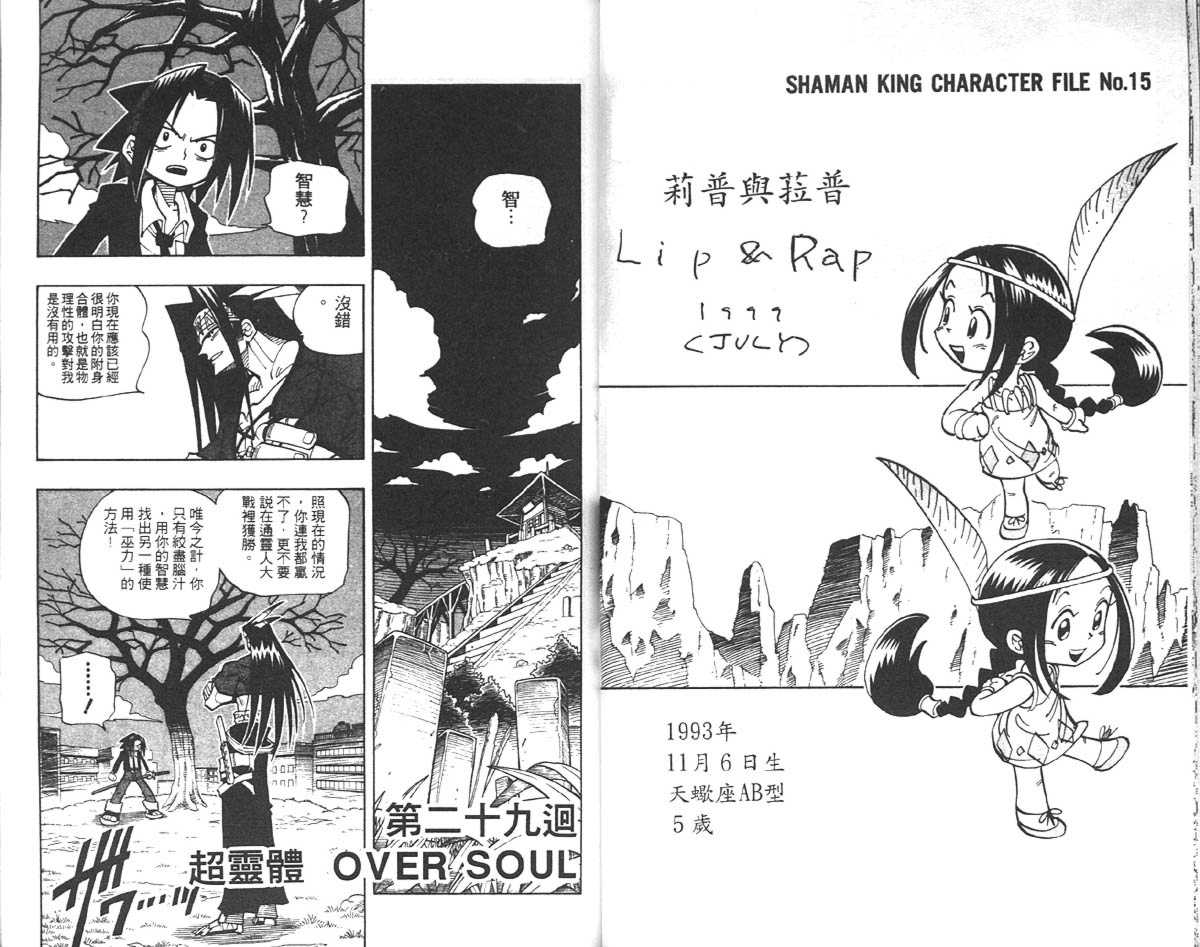 SHAMAN KING CHARACTER FILE No.15
莉普與菈普
Lip & Rap
1999
(JULY)
1993年
11月6日生
天蠍座AB型
5歲
智…
第二十九迴
超靈體 OVER SOUL
智慧？
沒錯
。
你現在應該已經
很明白你的附身
合體，也就是物
理性的攻擊對我
是沒有用的。
照現在的情況
，你連我都贏
不了，更不要
說在通靈人大
戰裡獲勝。
唯今之計，你
只有絞盡腦汁
，用你的智慧
找出另一種使
用「巫力」的
方法！
………！